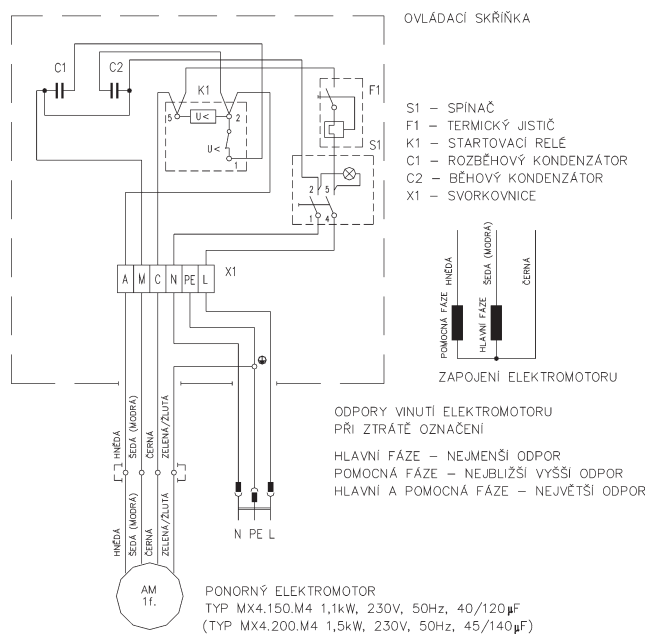 OVLÁDACÍ SKŘÍŇKA
C1
C2
K1
F1
5
U<
2
U<
1
S1
2 5
1 4
S1 – SPÍNAČ
F1 – TERMICKÝ JISTIČ
K1 – STARTOVACÍ RELÉ
C1 – ROZBĚHOVÝ KONDENZÁTOR
C2 – BĚHOVÝ KONDENZÁTOR
X1 – SVORKOVNICE
A M C N PE L
X1
HNĚDÁ
ŠEDÁ (MODRÁ)
ČERNÁ
POMOCNÁ FÁZE
HLAVNÍ FÁZE
ZAPOJENÍ ELEKTROMOTORU
ODPORY VINUTÍ ELEKTROMOTORU
PŘI ZTRÁTĚ OZNAČENÍ
HLAVNÍ FÁZE – NEJMENŠÍ ODPOR
POMOCNÁ FÁZE – NEJBLIŽŠÍ VYŠŠÍ ODPOR
HLAVNÍ A POMOCNÁ FÁZE – NEJVĚTŠÍ ODPOR
HNĚDÁ
ŠEDÁ (MODRÁ)
ČERNÁ
ZELENÁ/ŽLUTÁ
HNĚDÁ
ŠEDÁ (MODRÁ)
ČERNÁ
ZELENÁ/ŽLUTÁ
N PE L
AM
1f.
PONORNÝ ELEKTROMOTOR
TYP MX4.150.M4 1,1kW, 230V, 50Hz, 40/120µF
(TYP MX4.200.M4 1,5kW, 230V, 50Hz, 45/140µF)